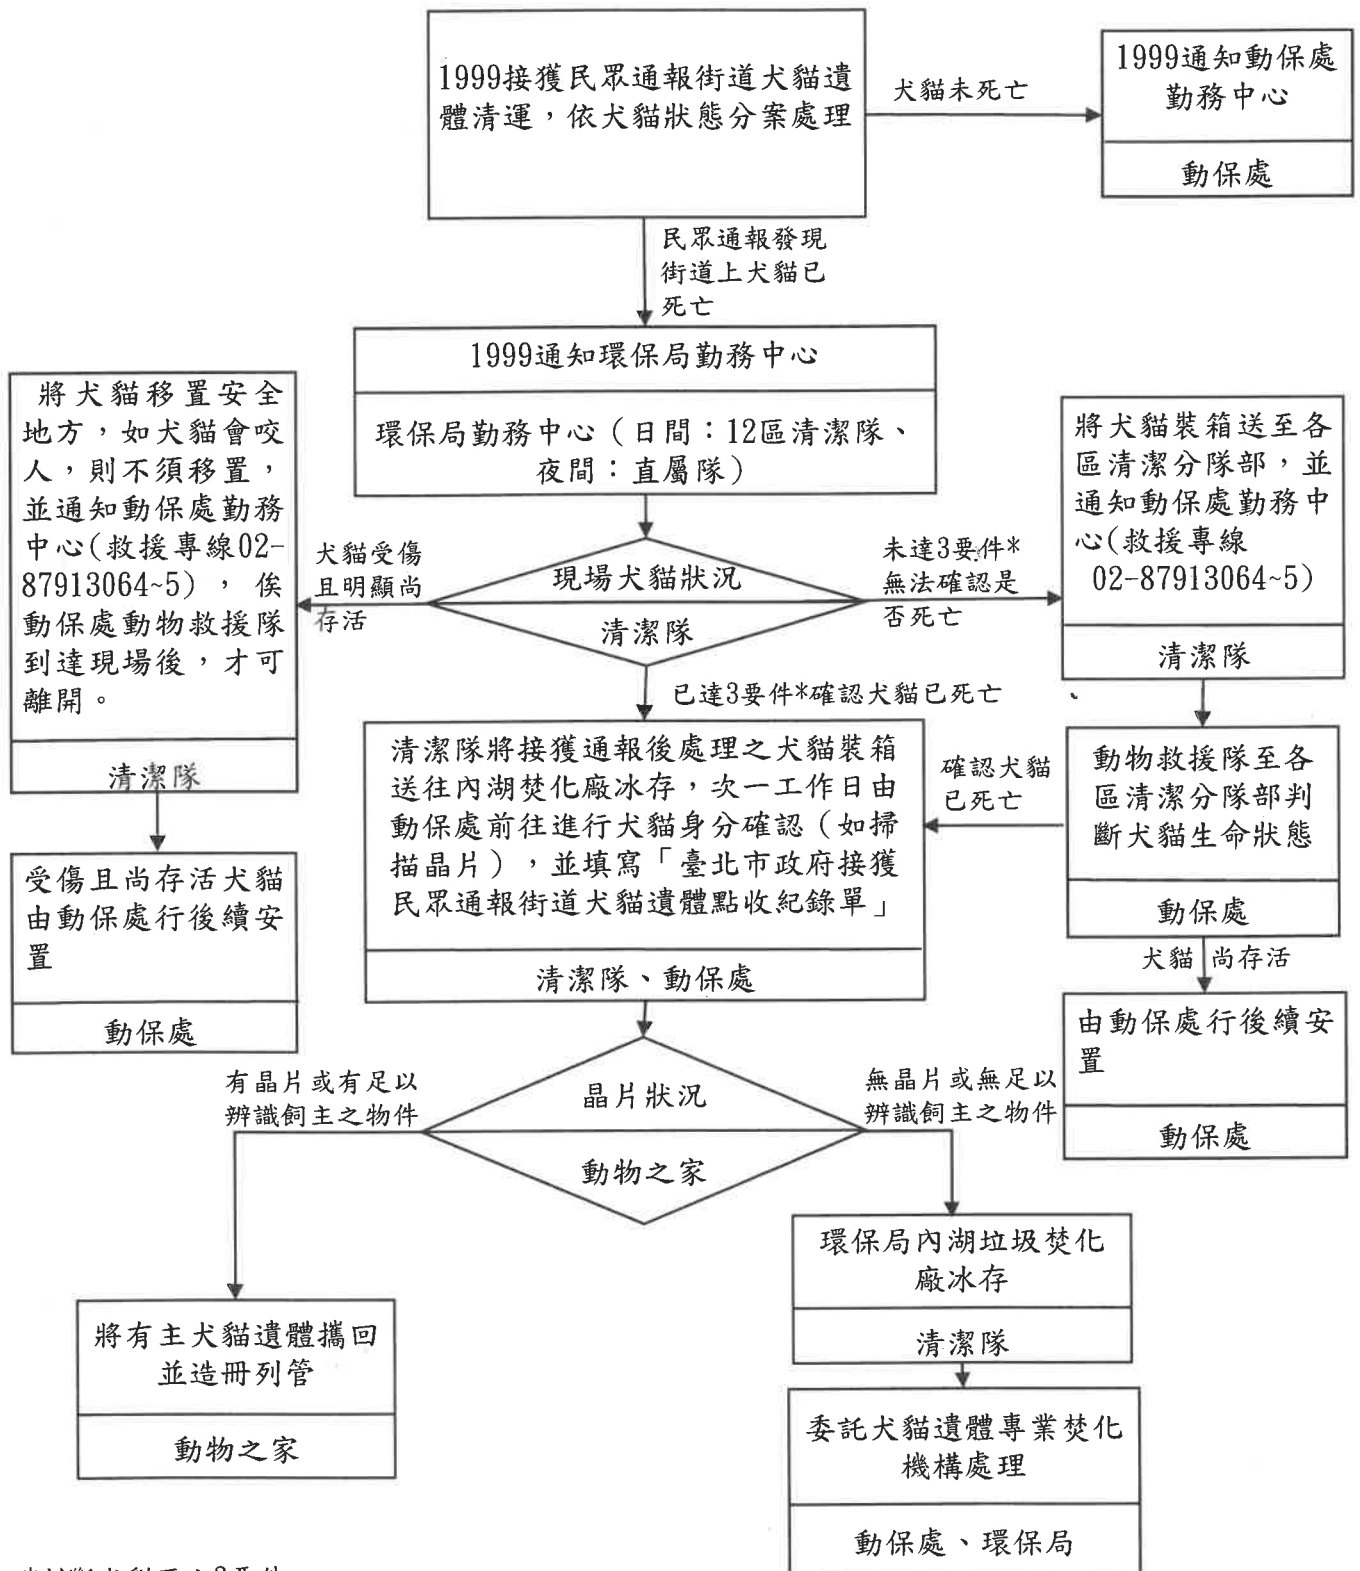 1999接獲民眾通報街道犬貓遺
體清運，依犬貓狀態分案處理
犬貓未死亡
1999通知動保處
勤務中心
動保處
民眾通報發現
街道上犬貓已
死亡
1999通知環保局勤務中心
環保局勤務中心（日間：12區清潔隊、
夜間：直屬隊）
將犬貓移置安全
地方，如犬貓會咬
人，則不須移置，
並通知動保處勤務
中心(救援專線02-
87913064~5)，俟
動保處動物救援隊
到達現場後，才可
離開。
清潔隊
犬貓受傷
且明顯尚
存活
現場犬貓狀況
清潔隊
未達3要件*
無法確認是
否死亡
將犬貓裝箱送至各
區清潔分隊部，並
通知動保處勤務中
心(救援專線
02-87913064~5)
清潔隊
已達3要件*確認犬貓已死亡
清潔隊將接獲通報後處理之犬貓裝箱
送往內湖焚化廠冰存，次一工作日由
動保處前往進行犬貓身分確認（如掃
描晶片），並填寫「臺北市政府接獲
民眾通報街道犬貓遺體點收紀錄單」
清潔隊、動保處
確認犬貓
已死亡
動物救援隊至各
區清潔分隊部判
斷犬貓生命狀態
動保處
受傷且尚存活犬貓
由動保處行後續安
置
動保處
犬貓 尚存活
由動保處行後續安
置
動保處
有晶片或有足以
辨識飼主之物件
晶片狀況
動物之家
無晶片或無足以
辨識飼主之物件
環保局內湖垃圾焚化
廠冰存
清潔隊
將有主犬貓遺體攜回
並造冊列管
動物之家
委託犬貓遺體專業焚化
機構處理
動保處、環保局